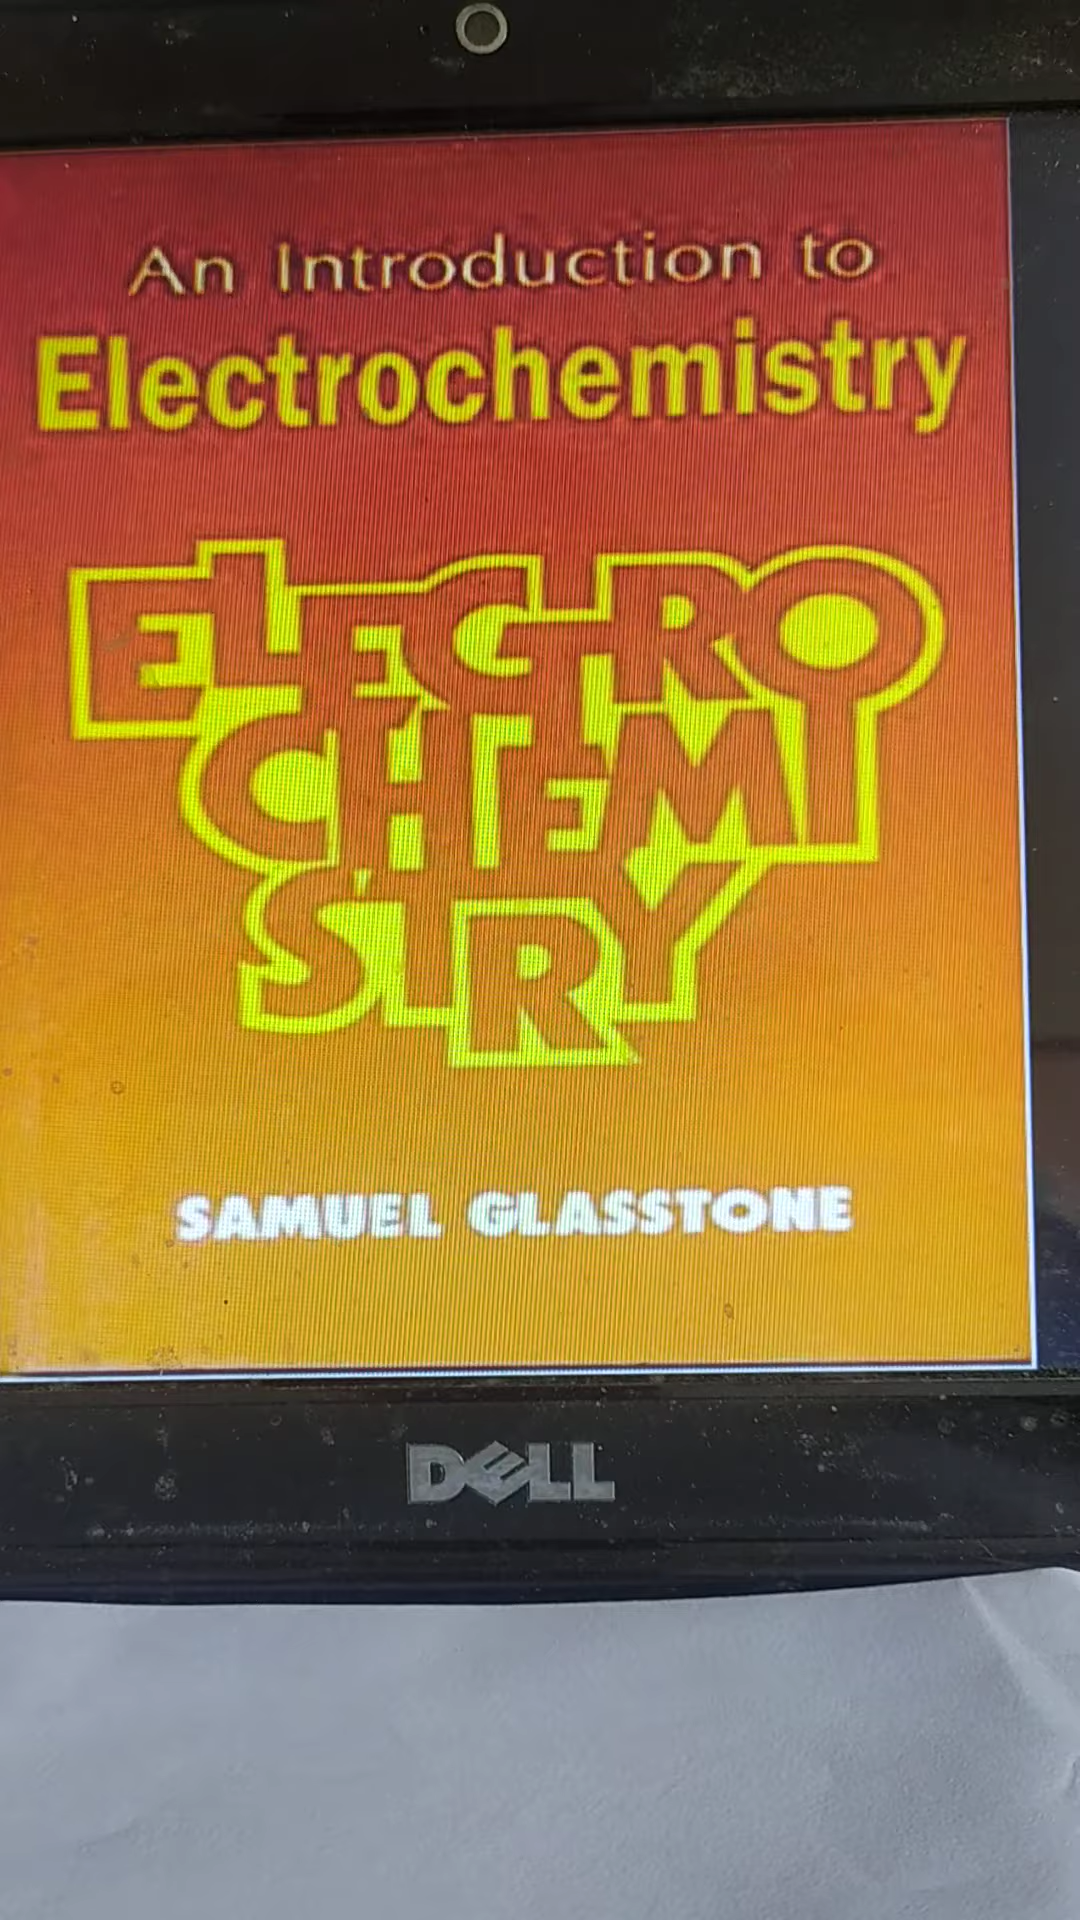 An Introduction to
Electrochemistry
ELECTRO
CHEMI
STRY
SAMUEL GLASSTONE
DELL